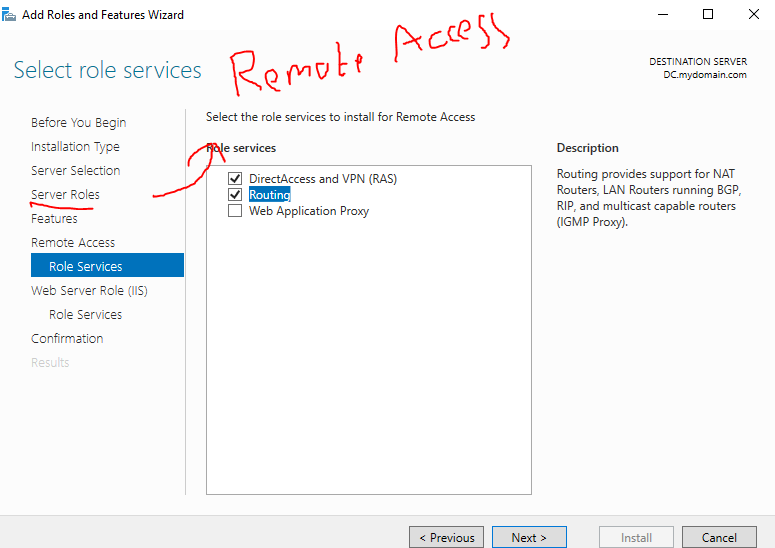 Add Roles and Features Wizard
Remote Access
Select role services
DESTINATION SERVER
DC.mydomain.com
Before You Begin
Installation Type
Server Selection
Server Roles
Features
Remote Access
Role Services
Web Server Role (IIS)
Role Services
Confirmation
Results
Select the role services to install for Remote Access
Role services
DirectAccess and VPN (RAS)
Routing
Web Application Proxy
Description
Routing provides support for NAT
Routers, LAN Routers running BGP,
RIP, and multicast capable routers
(IGMP Proxy).
< Previous
Next >
Install
Cancel